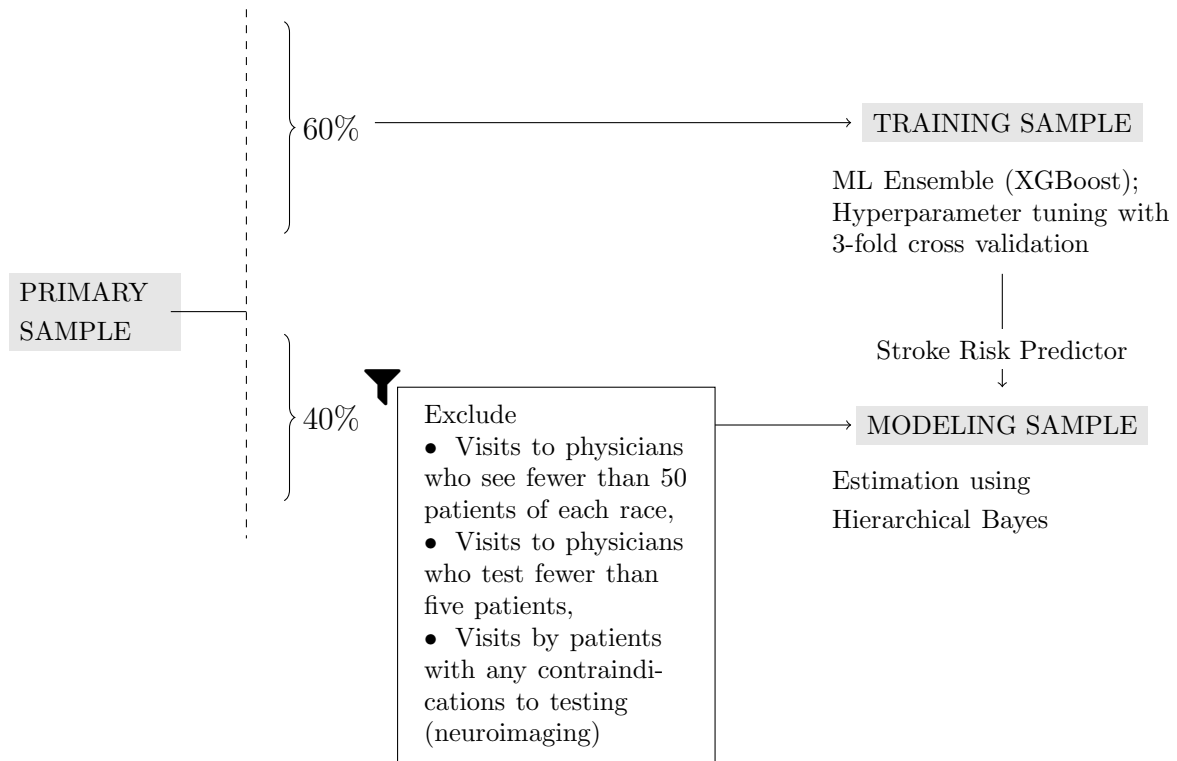 60%
TRAINING SAMPLE
ML Ensemble (XGBoost);
Hyperparameter tuning with
3-fold cross validation
PRIMARY
SAMPLE
Stroke Risk Predictor
40%
Exclude
• Visits to physicians
who see fewer than 50
patients of each race,
• Visits to physicians
who test fewer than
five patients,
• Visits by patients
with any contraindi-
cations to testing
(neuroimaging)
MODELING SAMPLE
Estimation using
Hierarchical Bayes